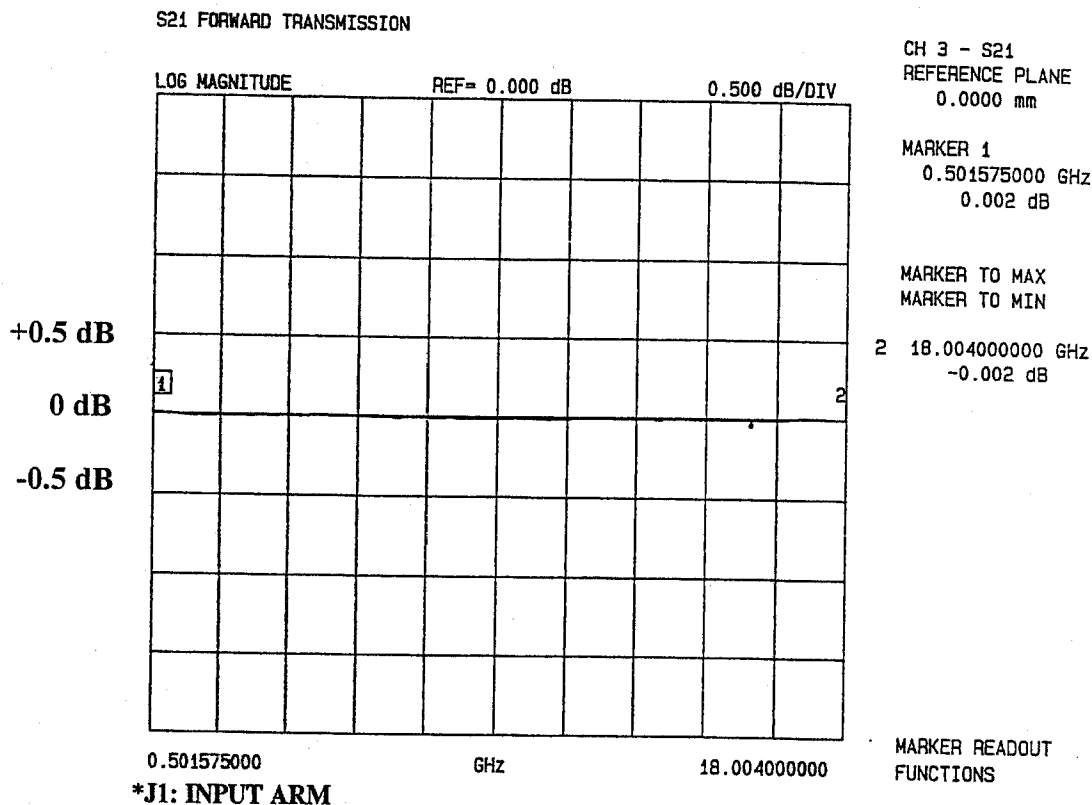 S21 FORWARD TRANSMISSION
LOG MAGNITUDE REF= 0.000 dB 0.500 dB/DIV
CH 3 - S21
REFERENCE PLANE
0.0000 mm
MARKER 1
0.501575000 GHz
0.002 dB
MARKER TO MAX
MARKER TO MIN
2 18.004000000 GHz
-0.002 dB
+0.5 dB
1
0 dB
2
-0.5 dB
0.501575000 GHz 18.004000000
*J1: INPUT ARM
MARKER READOUT
FUNCTIONS